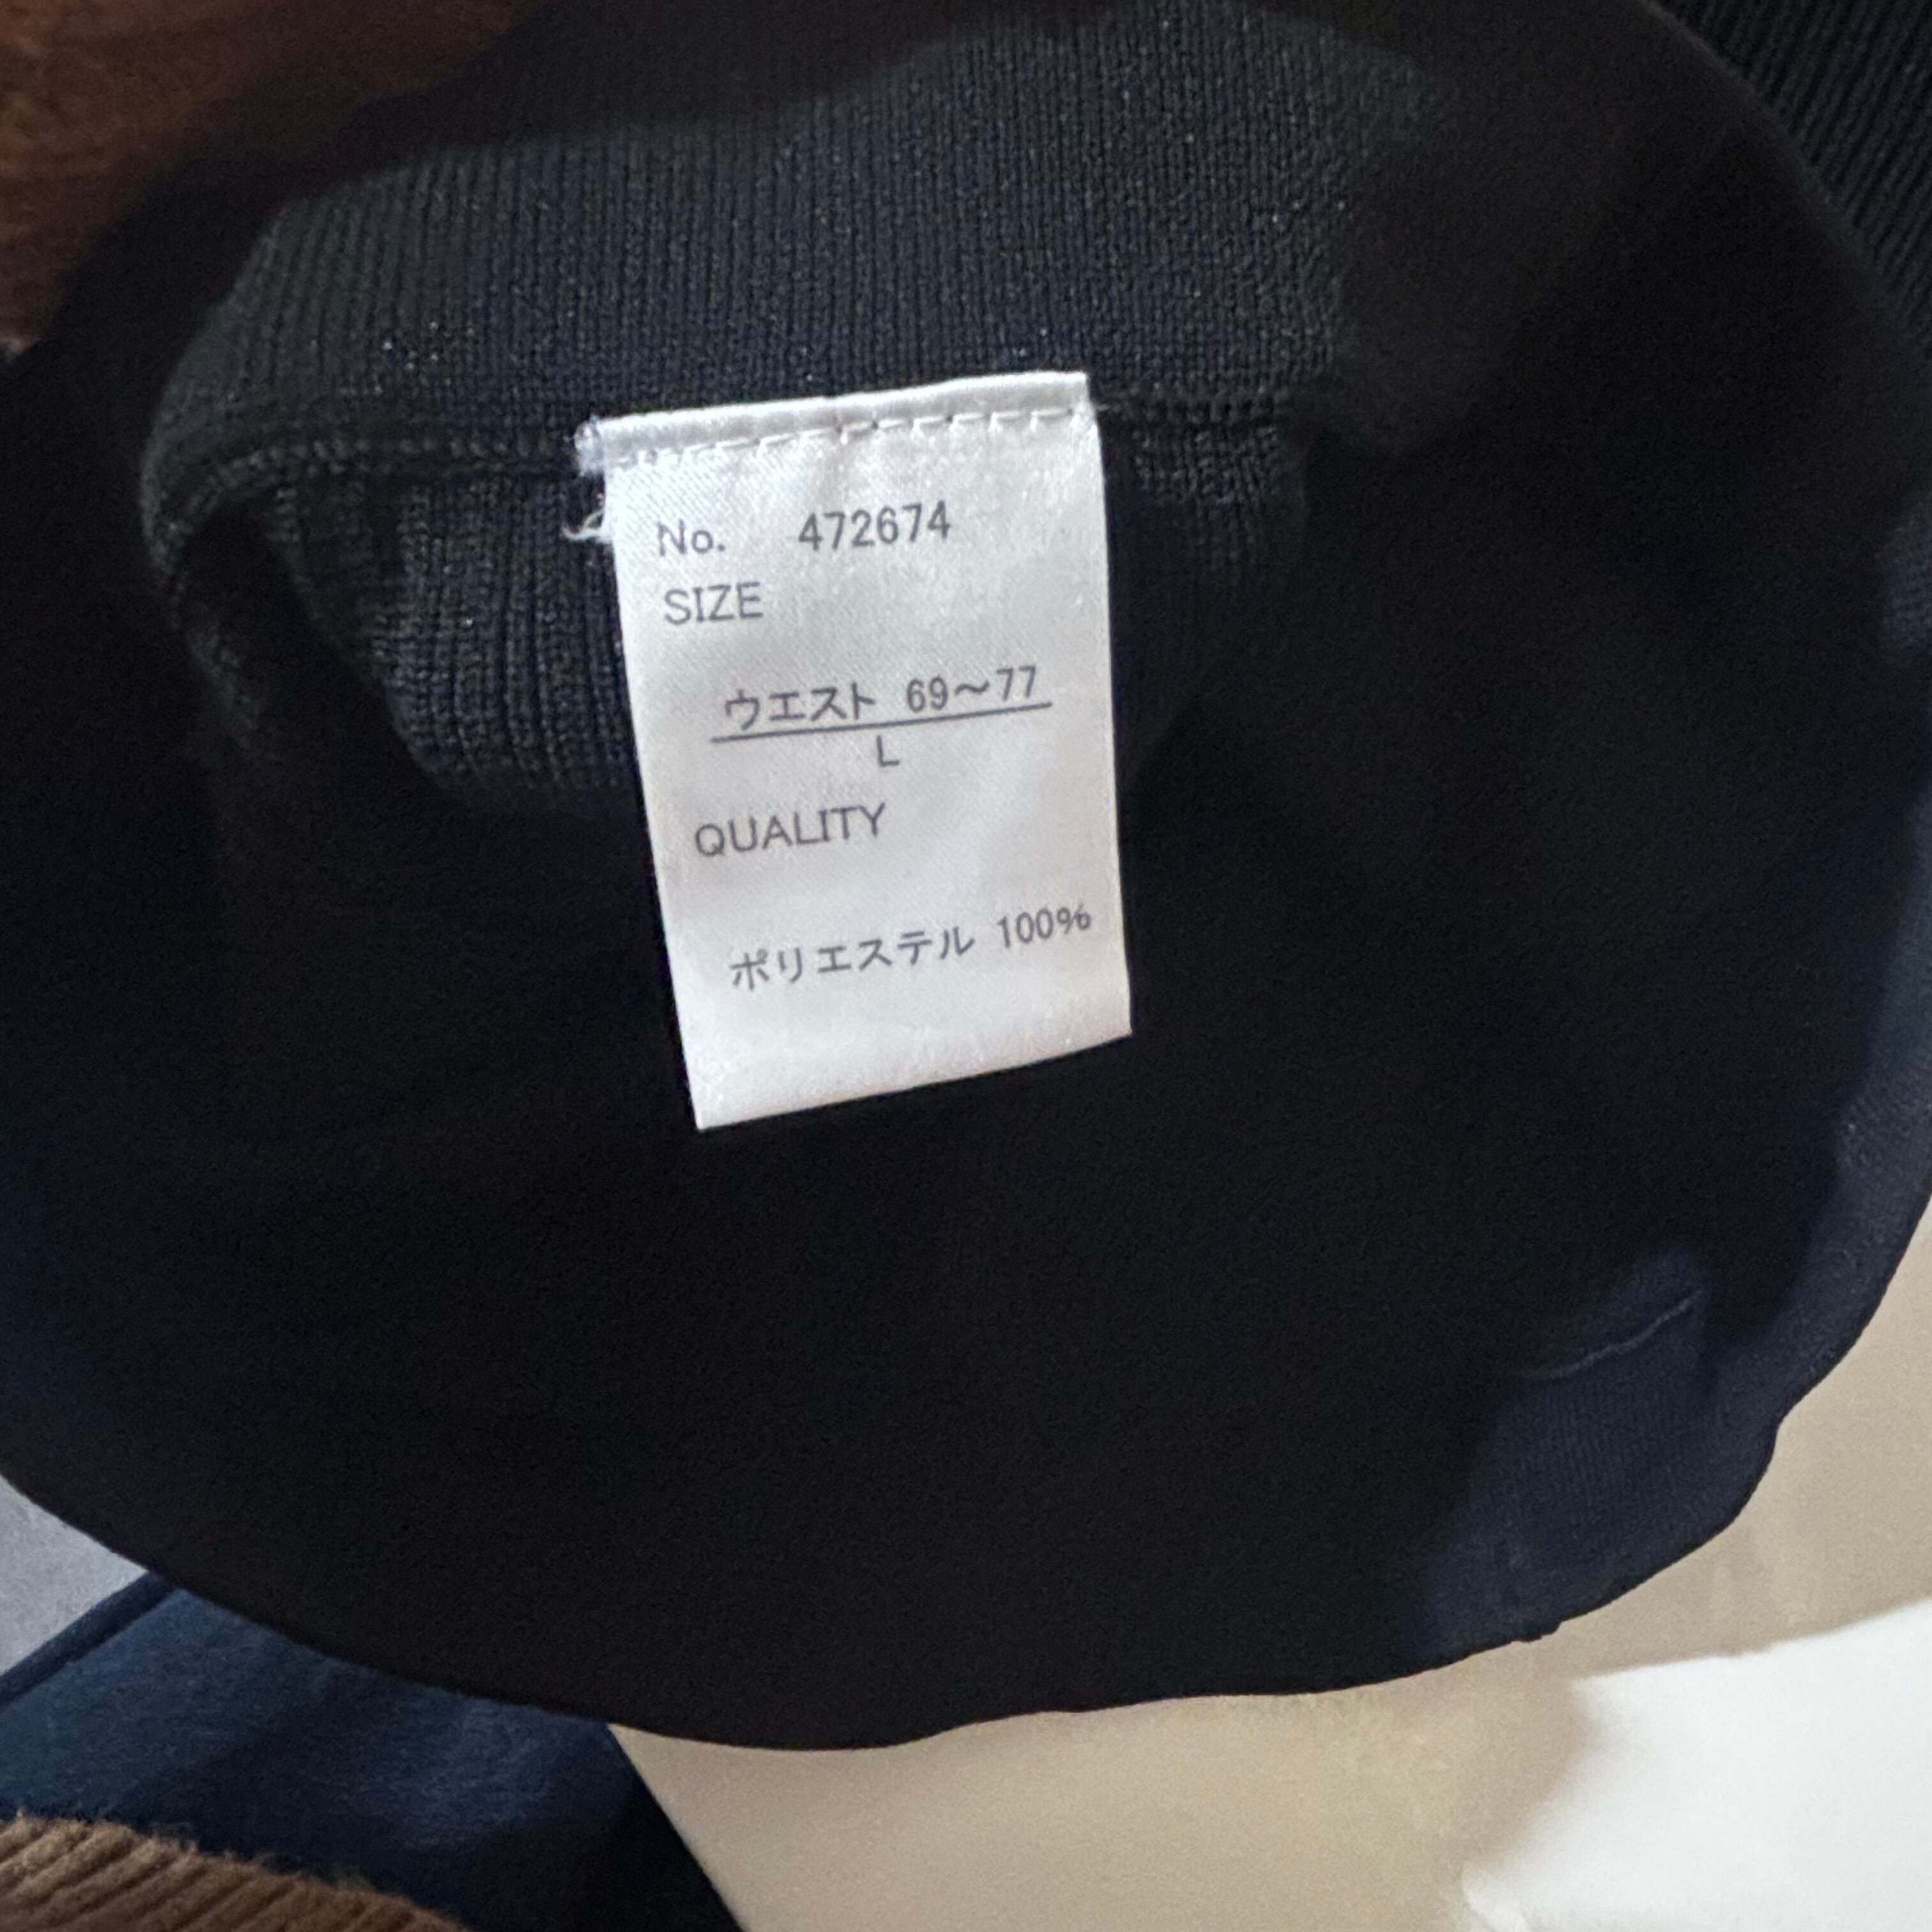 No. 472674
SIZE
ウエスト 69～77
L
QUALITY
ポリエステル 100%